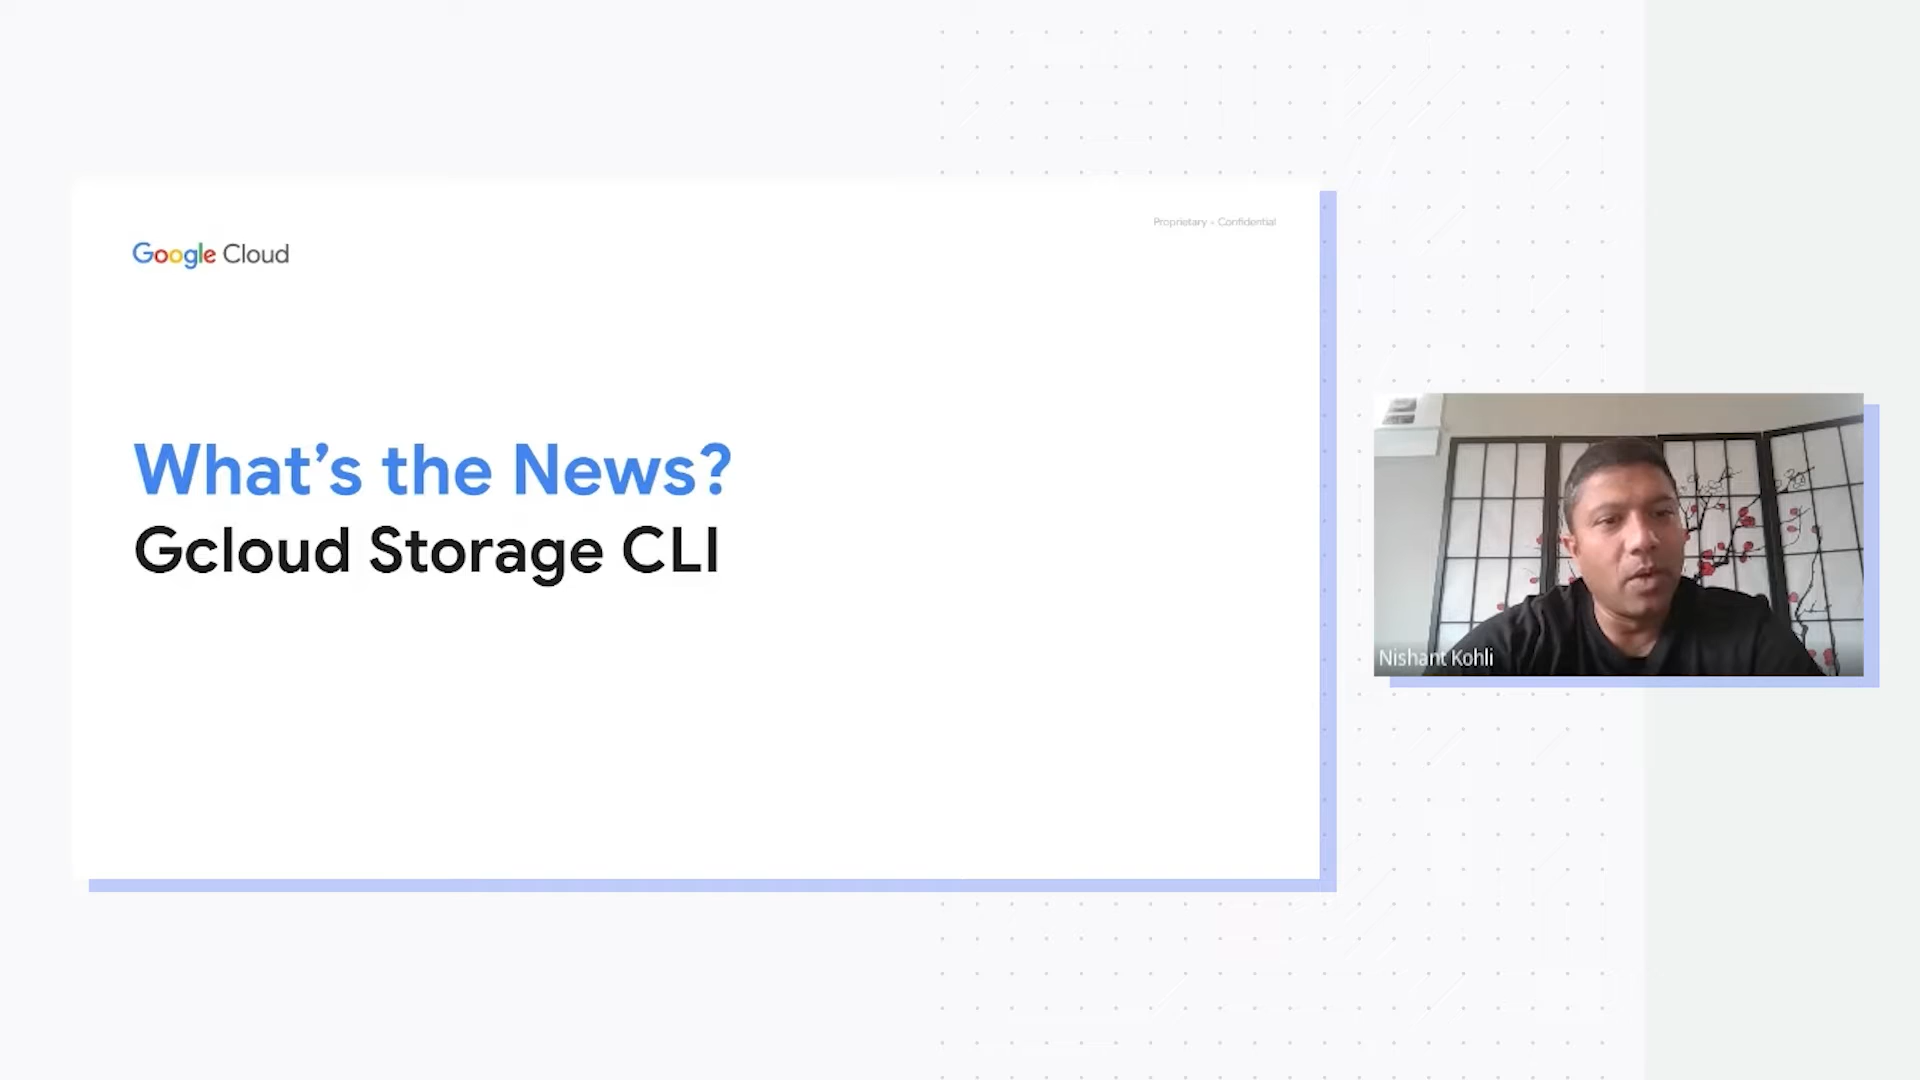 Google Cloud
Proprietary - Confidential
What's the News?
Gcloud Storage CLI
Nishant Kohli